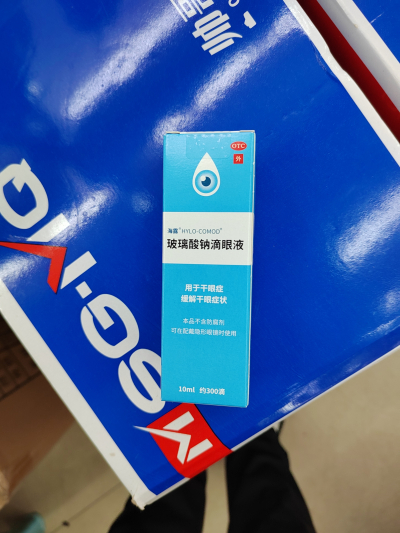 OTC
外
海露® HYLO-COMOD®
玻璃酸钠滴眼液
用于干眼症
缓解干眼症状
本品不含防腐剂
可在配戴隐形眼镜时使用
10ml 约300滴